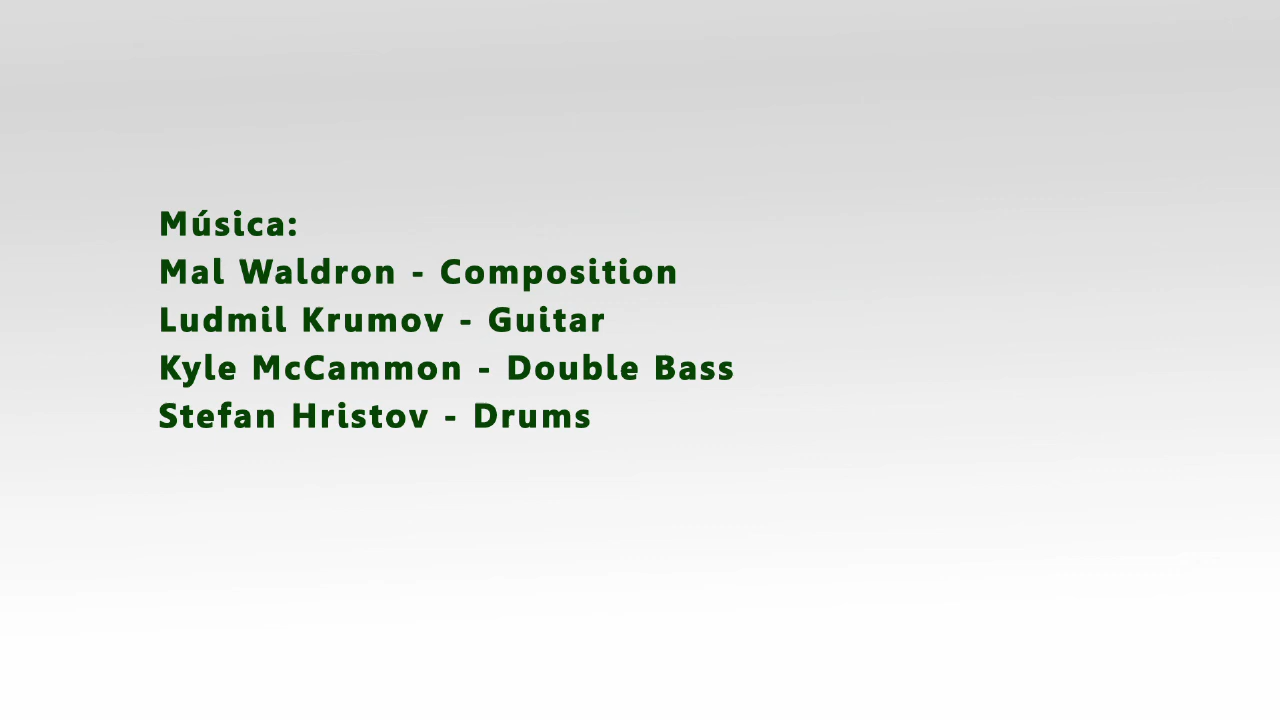 Música:
Mal Waldron - Composition
Ludmil Krumov - Guitar
Kyle McCammon - Double Bass
Stefan Hristov - Drums